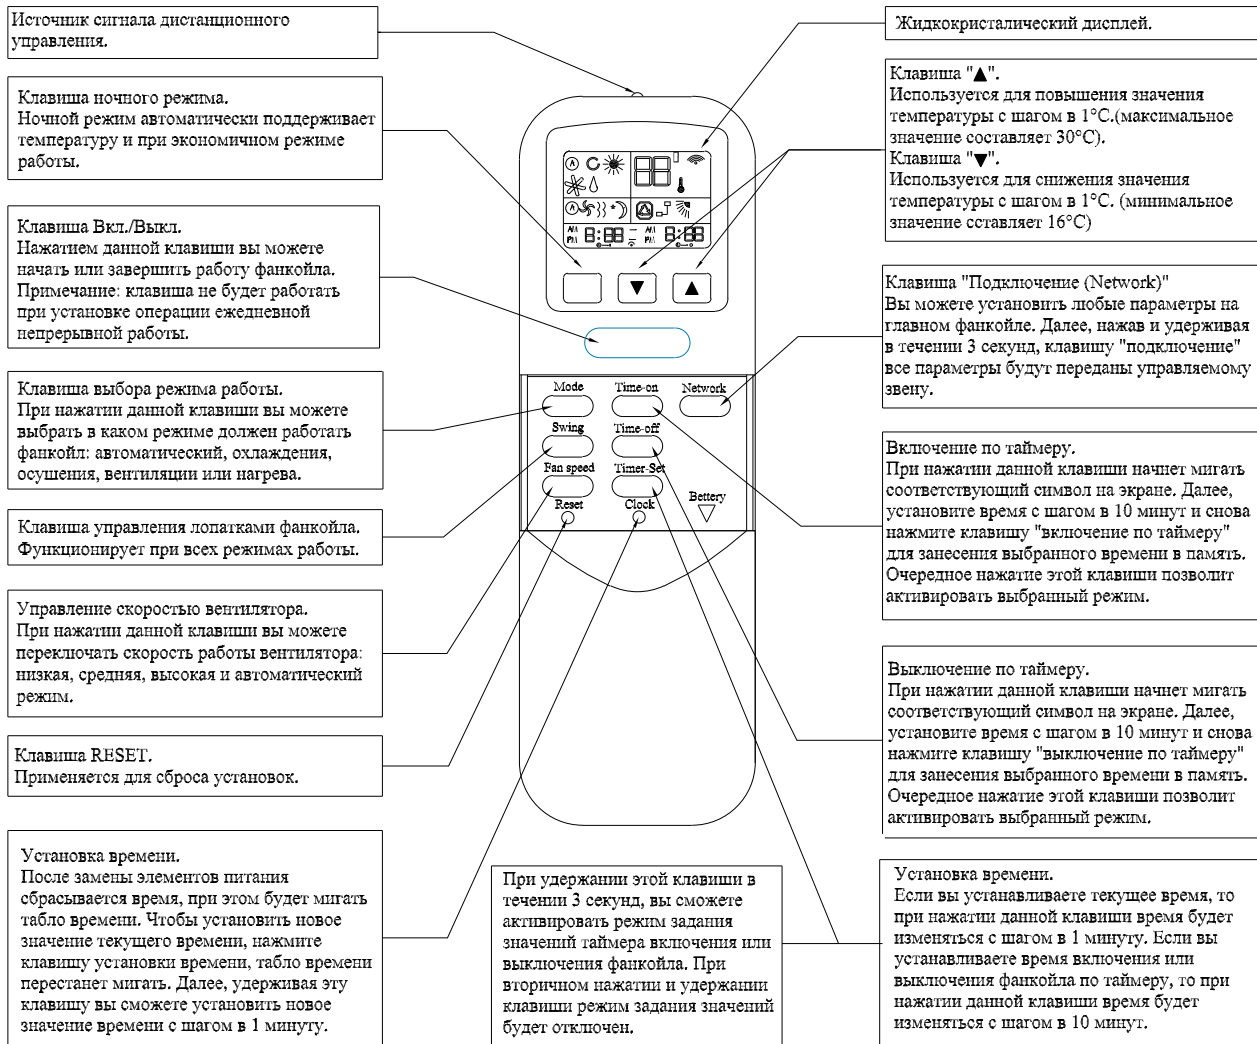 Источник сигнала дистанционного
управления.
Клавиша ночного режима.
Ночной режим автоматически поддерживает
температуру и при экономичном режиме
работы.
Клавиша Вкл./Выкл.
Нажатием данной клавиши вы можете
начать или завершить работу фанкойла.
Примечание: клавиша не будет работать
при установке операции ежедневной
непрерывной работы.
Клавиша выбора режима работы.
При нажатии данной клавиши вы можете
выбрать в каком режиме должен работать
фанкойл: автоматический, охлаждения,
осушения, вентиляции или нагрева.
Клавиша управления лопатками фанкойла.
Функционирует при всех режимах работы.
Управление скоростью вентилятора.
При нажатии данной клавиши вы можете
переключать скорость работы вентилятора:
низкая, средняя, высокая и автоматический
режим.
Клавиша RESET.
Применяется для сброса установок.
Установка времени.
После замены элементов питания
сбрасывается время, при этом будет мигать
табло времени. Чтобы установить новое
значение текущего времени, нажмите
клавишу установки времени, табло времени
перестанет мигать. Далее, удерживая эту
клавишу вы сможете установить новое
значение времени с шагом в 1 минуту.
A 88
A
AM 8:88 AM 8:88
PM PM
▼ ▲
Mode Time-on Network
Swing Time-off
Fan speed Timer-Set
Reset Clock Bettery
При удержании этой клавиши в
течении 3 секунд, вы сможете
активировать режим задания
значений таймера включения или
выключения фанкойла. При
вторичном нажатии и удержании
клавиши режим задания значений
будет отключен.
Жидкокристалический дисплей.
Клавиша "▲".
Используется для повышения значения
температуры с шагом в 1°C.(максимальное
значение составляет 30°C).
Клавиша "▼".
Используется для снижения значения
температуры с шагом в 1°C. (минимальное
значение сставляет 16°C)
Клавиша "Подключение (Network)"
Вы можете установить любые параметры на
главном фанкойле. Далее, нажав и удерживая
в течении 3 секунд, клавишу "подключение"
все параметры будут переданы управляемому
звену.
Включение по таймеру.
При нажатии данной клавиши начнет мигать
соответствующий символ на экране. Далее,
установите время с шагом в 10 минут и снова
нажмите клавишу "включение по таймеру"
для занесения выбранного времени в память.
Очередное нажатие этой клавиши позволит
активировать выбранный режим.
Выключение по таймеру.
При нажатии данной клавиши начнет мигать
соответствующий символ на экране. Далее,
установите время с шагом в 10 минут и снова
нажмите клавишу "выключение по таймеру"
для занесения выбранного времени в память.
Очередное нажатие этой клавиши позволит
активировать выбранный режим.
Установка времени.
Если вы устанавливаете текущее время, то
при нажатии данной клавиши время будет
изменяться с шагом в 1 минуту. Если вы
устанавливаете время включения или
выключения фанкойла по таймеру, то при
нажатии данной клавиши время будет
изменяться с шагом в 10 минут.